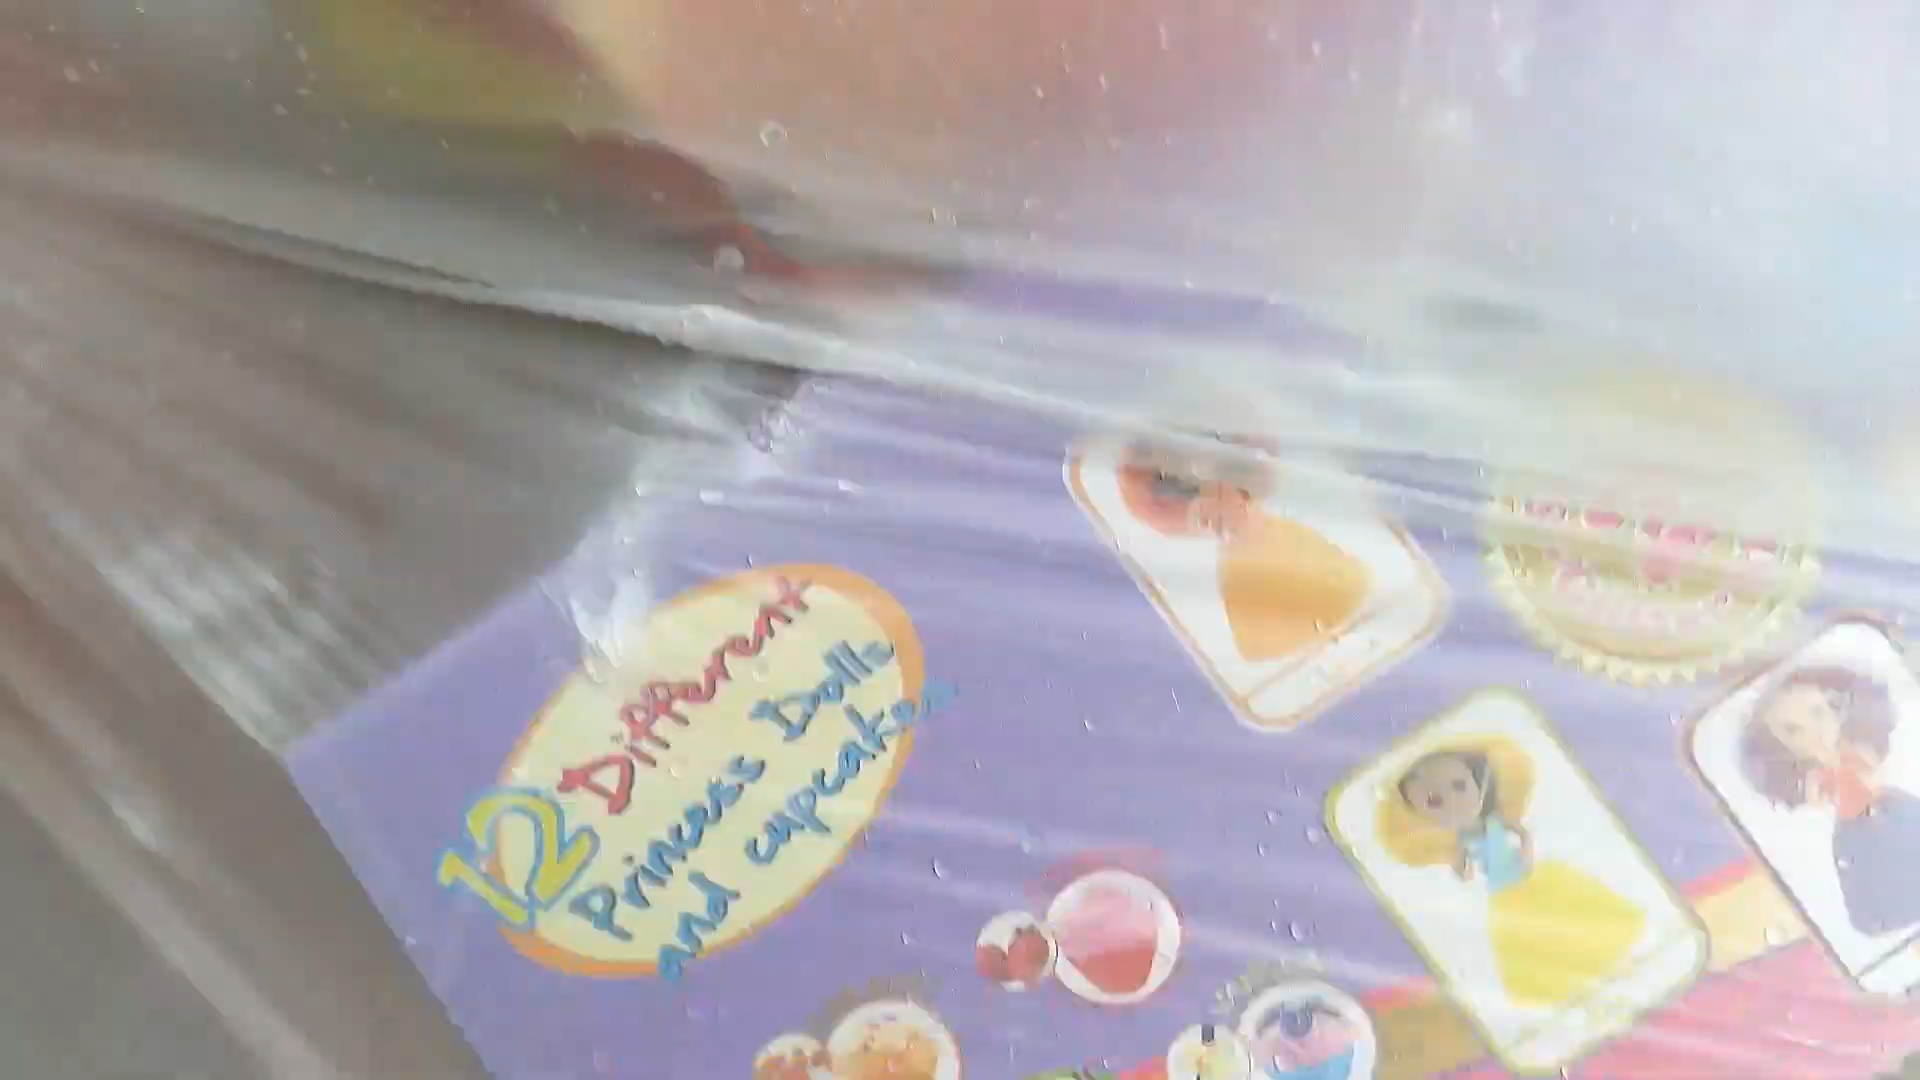 12 Different
Princess Dolls
and cupcakes